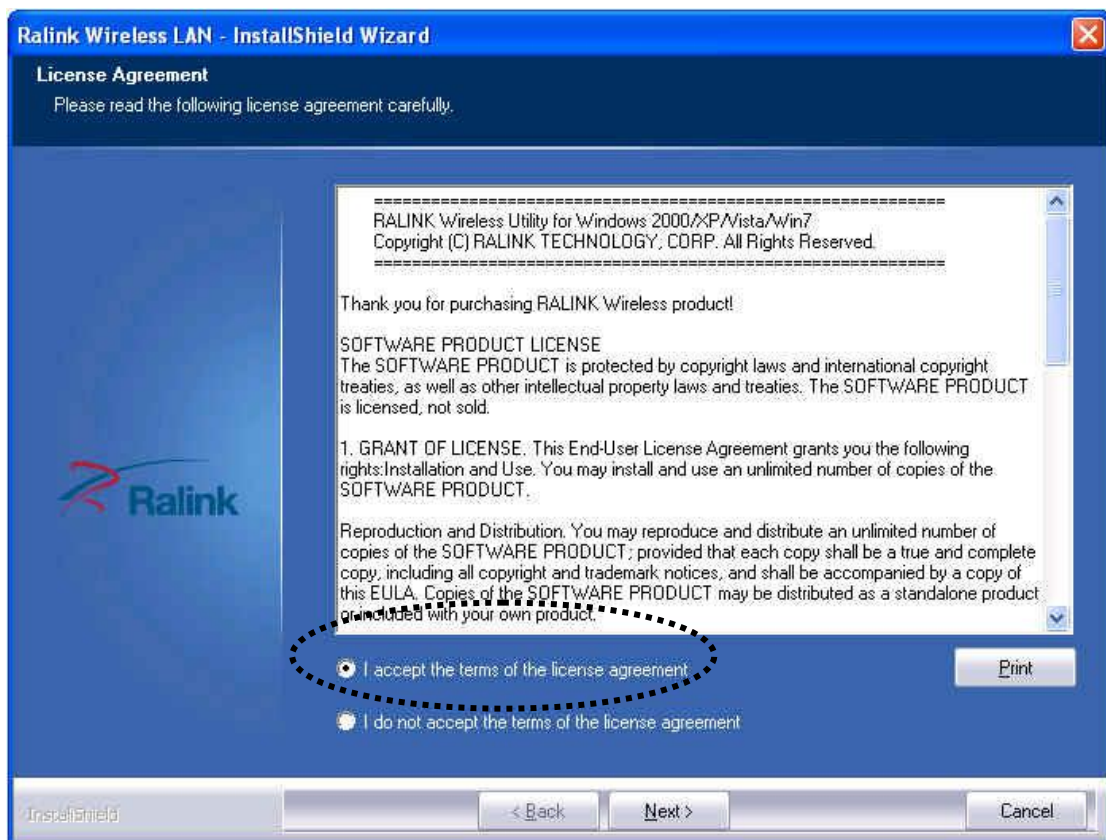 Ralink Wireless LAN - InstallShield Wizard
License Agreement
Please read the following license agreement carefully.
============================================================
RALINK Wireless Utility for Windows 2000/XP/Vista/Win7
Copyright (C) RALINK TECHNOLOGY, CORP. All Rights Reserved.
============================================================
Thank you for purchasing RALINK Wireless product!
SOFTWARE PRODUCT LICENSE
The SOFTWARE PRODUCT is protected by copyright laws and international copyright
treaties, as well as other intellectual property laws and treaties. The SOFTWARE PRODUCT
is licensed, not sold.
1. GRANT OF LICENSE. This End-User License Agreement grants you the following
rights:Installation and Use. You may install and use an unlimited number of copies of the
SOFTWARE PRODUCT.
Reproduction and Distribution. You may reproduce and distribute an unlimited number of
copies of the SOFTWARE PRODUCT; provided that each copy shall be a true and complete
copy, including all copyright and trademark notices, and shall be accompanied by a copy of
this EULA. Copies of the SOFTWARE PRODUCT may be distributed as a standalone product
or included with your own product.
Ralink
I accept the terms of the license agreement
Print
I do not accept the terms of the license agreement
InstallShield
< Back
Next >
Cancel